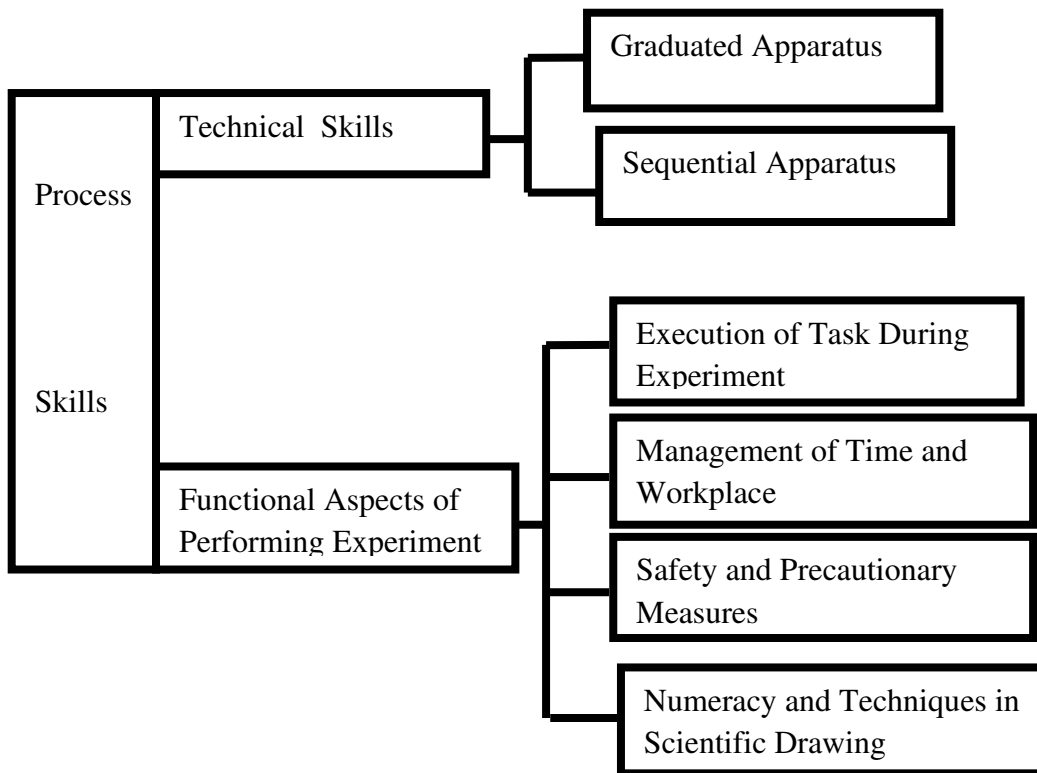 Process
Skills
Technical Skills
Graduated Apparatus
Sequential Apparatus
Functional Aspects of
Performing Experiment
Execution of Task During
Experiment
Management of Time and
Workplace
Safety and Precautionary
Measures
Numeracy and Techniques in
Scientific Drawing